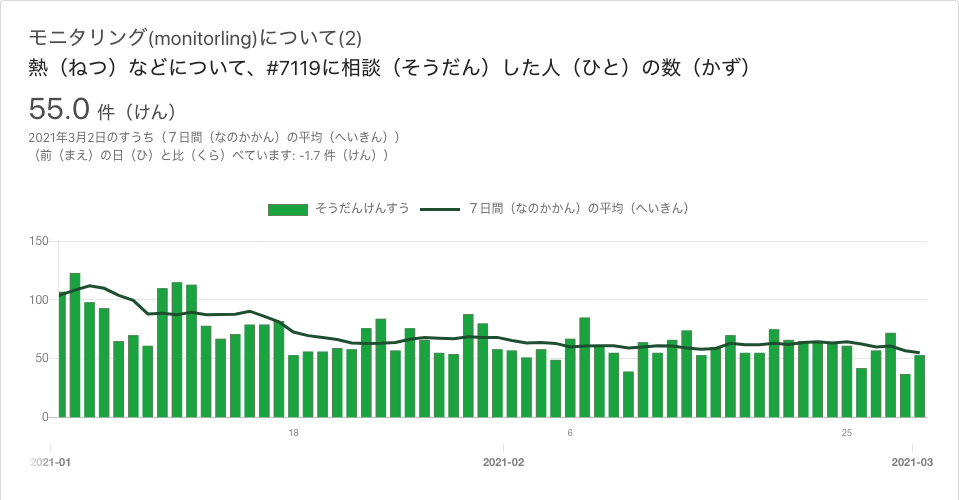 モニタリング(monitorling)について(2)
熱（ねつ）などについて、#7119に相談（そうだん）した人（ひと）の数（かず）
55.0 件（けん）
2021年3月2日のすうち（７日間（なのかかん）の平均（へいきん））
（前（まえ）の日（ひ）と比（くら）べています: -1.7 件（けん））
そうだんけんすう ７日間（なのかかん）の平均（へいきん）
150
100
50
0
18 6 25
2021-01 2021-02 2021-03